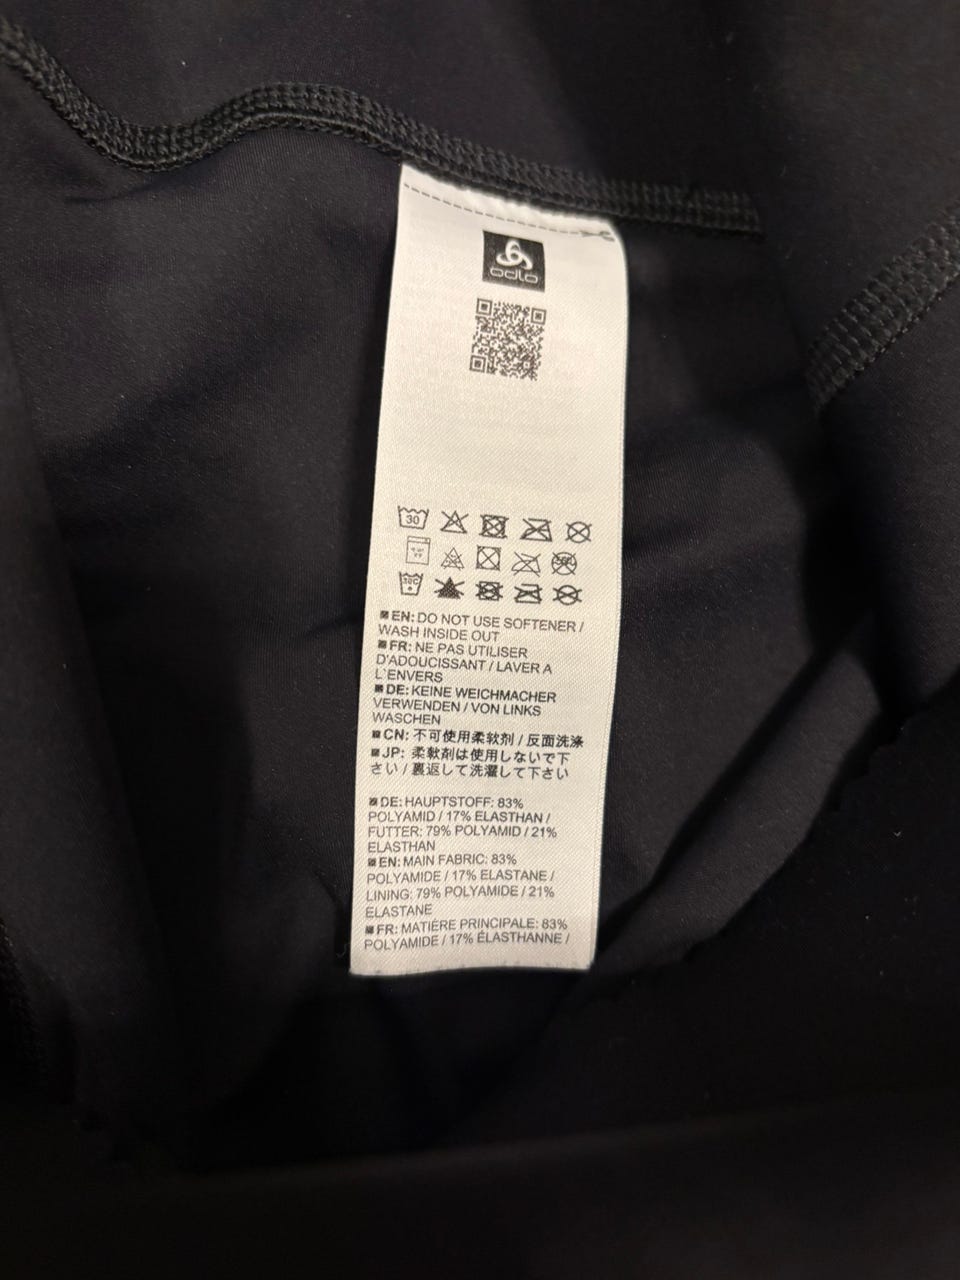 odlo
30
30C
EN: DO NOT USE SOFTENER /
WASH INSIDE OUT
FR: NE PAS UTILISER
D'ADOUCISSANT / LAVER A
L`ENVERS
DE: KEINE WEICHMACHER
VERWENDEN / VON LINKS
WASCHEN
CN: 不可使用柔软剂 / 反面洗涤
JP: 柔軟剤は使用しないで下
さい / 裏返して洗濯して下さい
DE: HAUPTSTOFF: 83%
POLYAMID / 17% ELASTHAN /
FUTTER: 79% POLYAMID / 21%
ELASTHAN
EN: MAIN FABRIC: 83%
POLYAMIDE / 17% ELASTANE /
LINING: 79% POLYAMIDE / 21%
ELASTANE
FR: MATIÈRE PRINCIPALE: 83%
POLYAMIDE / 17% ÉLASTHANNE /